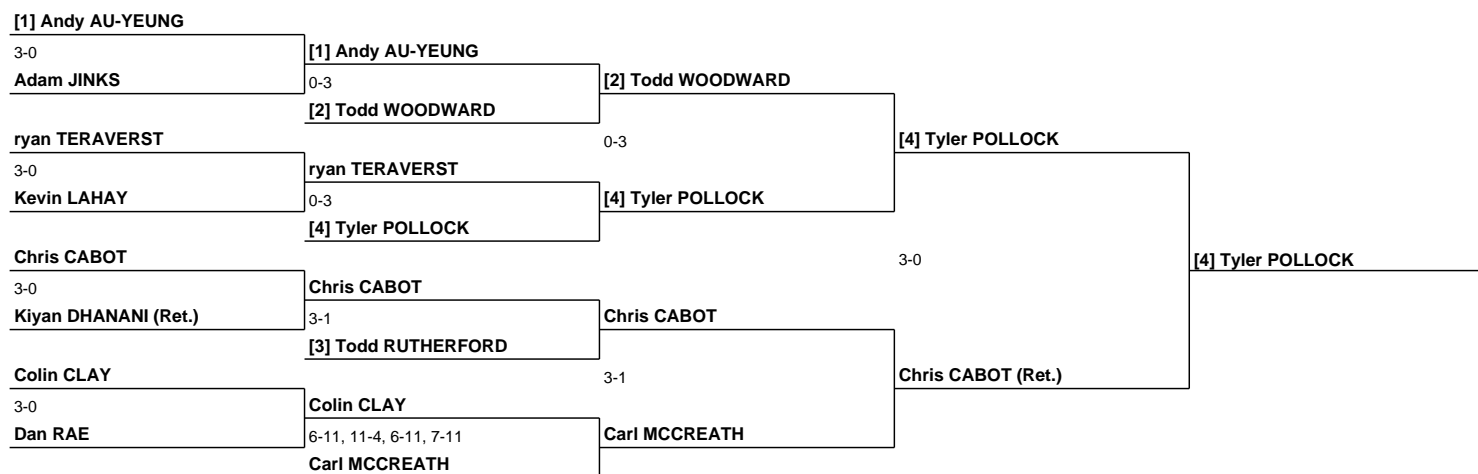 [1] Andy AU-YEUNG
3-0
[1] Andy AU-YEUNG
Adam JINKS
0-3
[2] Todd WOODWARD
[2] Todd WOODWARD
ryan TERAVERST
0-3
[4] Tyler POLLOCK
3-0
ryan TERAVERST
Kevin LAHAY
0-3
[4] Tyler POLLOCK
[4] Tyler POLLOCK
Chris CABOT
3-0
[4] Tyler POLLOCK
3-0
Chris CABOT
Kiyan DHANANI (Ret.)
3-1
Chris CABOT
[3] Todd RUTHERFORD
Colin CLAY
3-1
Chris CABOT (Ret.)
3-0
Colin CLAY
Dan RAE
6-11, 11-4, 6-11, 7-11
Carl MCCREATH
Carl MCCREATH